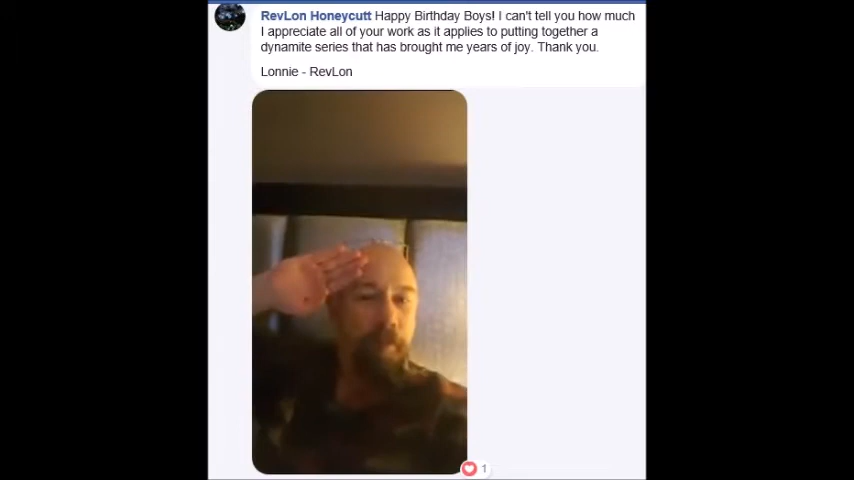 RevLon Honeycutt Happy Birthday Boys! I can't tell you how much
I appreciate all of your work as it applies to putting together a
dynamite series that has brought me years of joy. Thank you.
Lonnie - RevLon
1